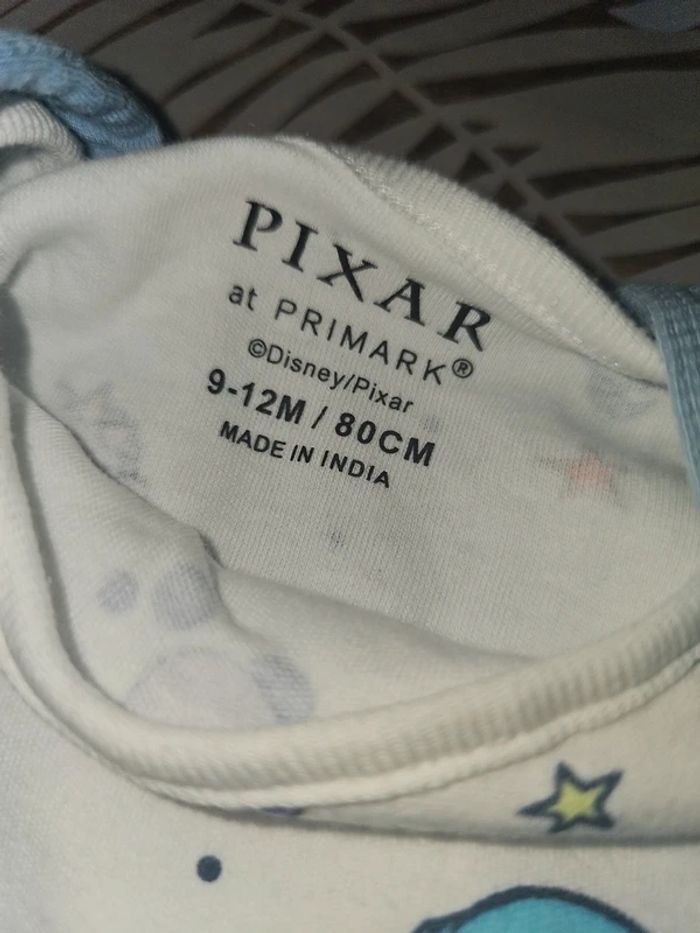 PIXAR
at PRIMARK®
©Disney/Pixar
9-12M / 80CM
MADE IN INDIA